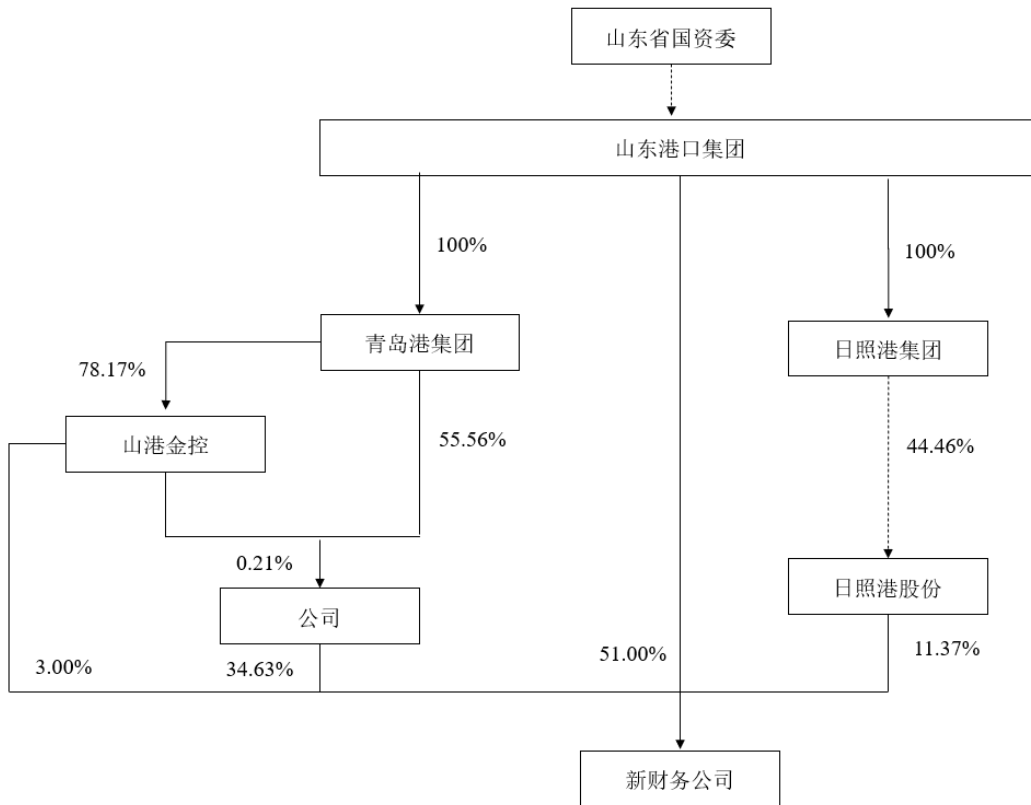 山东省国资委
山东港口集团
100%
100%
青岛港集团
日照港集团
78.17%
山港金控
55.56%
44.46%
0.21%
公司
日照港股份
3.00%
34.63%
51.00%
11.37%
新财务公司